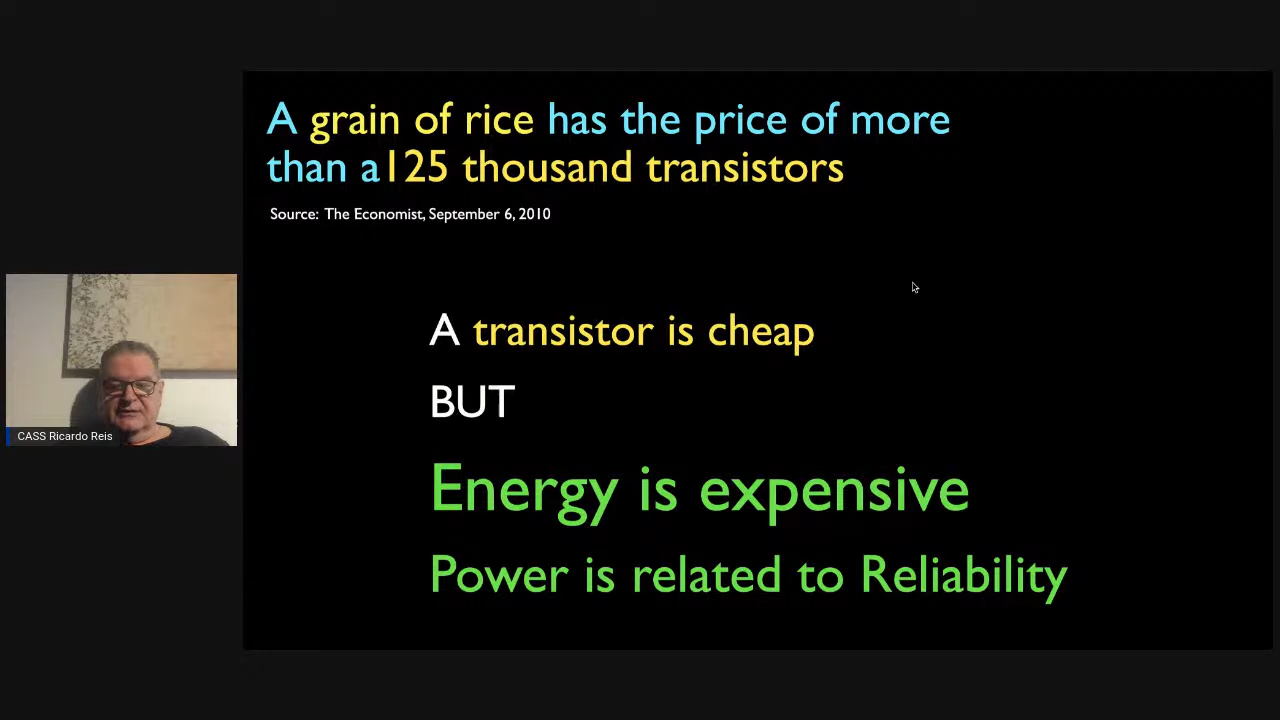 A grain of rice has the price of more
than a125 thousand transistors
Source: The Economist, September 6, 2010
A transistor is cheap
BUT
Energy is expensive
Power is related to Reliability
CASS Ricardo Reis